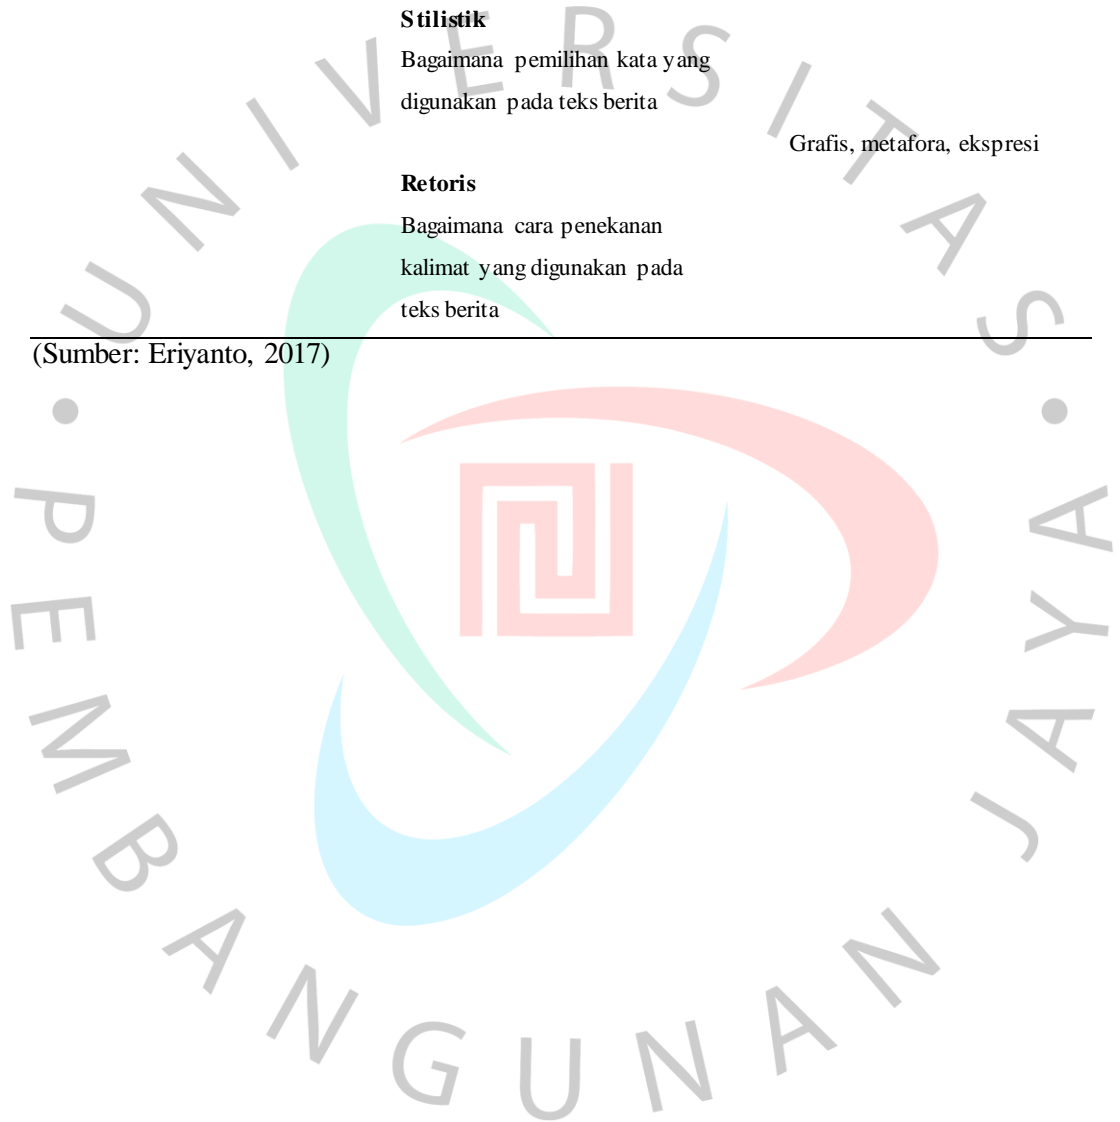 Stilistik
Bagaimana pemilihan kata yang
digunakan pada teks berita
Grafis, metafora, ekspresi
Retoris
Bagaimana cara penekanan
kalimat yang digunakan pada
teks berita
(Sumber: Eriyanto, 2017)
UNIVERSITAS
PEMBANGUNAN JAYA